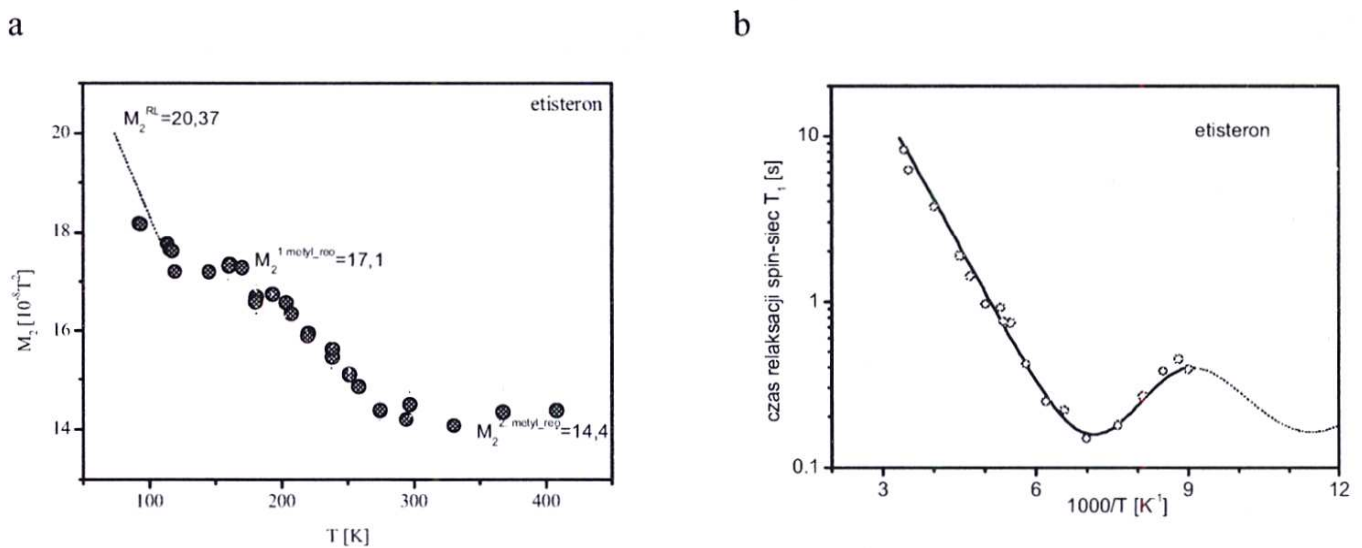 a
etisteron
M₂ᴿᴸ=20,37
20
18
16
14
M₂¹ ᵐᵉᵗʸˡ_ʳᵉᵒ=17,1
M₂² ᵐᵉᵗʸˡ_ʳᵉᵒ=14,4
M₂ [10⁻⁸T²]
100 200 300 400
T [K]
b
etisteron
10
1
0.1
czas relaksacji spin-siec T₁ [s]
3 6 9 12
1000/T [K⁻¹]